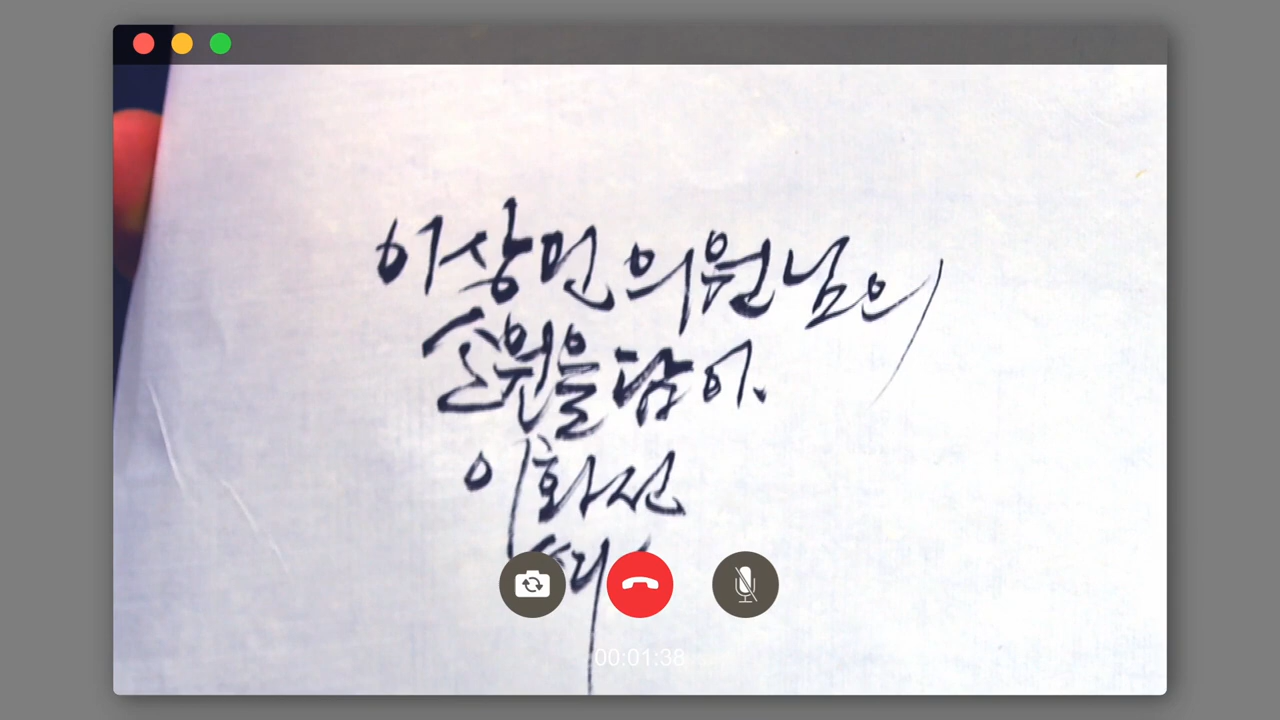 이상민 의원님의
소원을 담아.
이화선
00:01:38